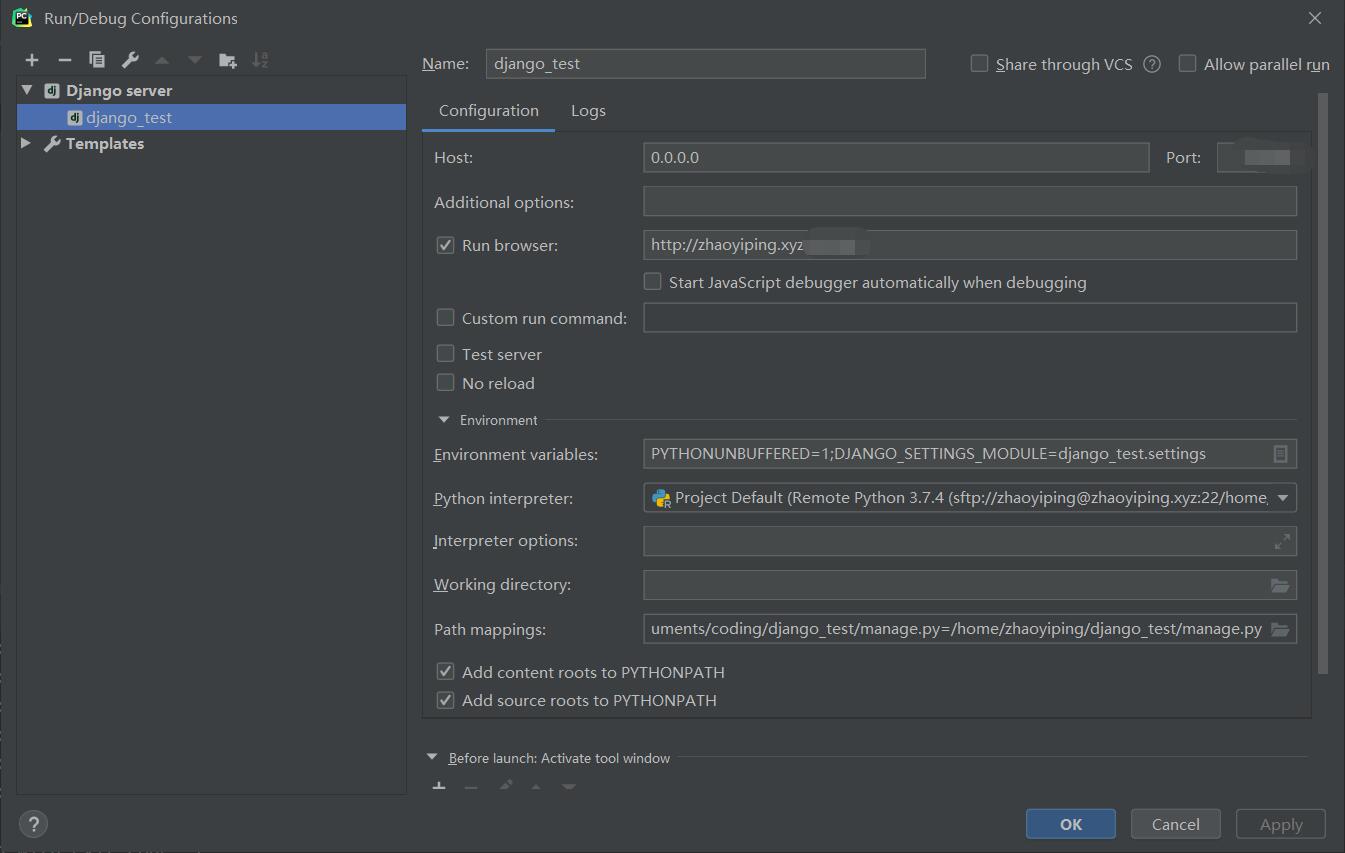 Run/Debug Configurations
Name: django_test Share through VCS ? Allow parallel run
Django server
django_test
Templates
Configuration Logs
Host: 0.0.0.0 Port:
Additional options:
Run browser: http://zhaoyiping.xyz
Start JavaScript debugger automatically when debugging
Custom run command:
Test server
No reload
Environment
Environment variables: PYTHONUNBUFFERED=1;DJANGO_SETTINGS_MODULE=django_test.settings
Python interpreter: Project Default (Remote Python 3.7.4 (sftp://zhaoyiping@zhaoyiping.xyz:22/home,
Interpreter options:
Working directory:
Path mappings: uments/coding/django_test/manage.py=/home/zhaoyiping/django_test/manage.py
Add content roots to PYTHONPATH
Add source roots to PYTHONPATH
Before launch: Activate tool window
? OK Cancel Apply